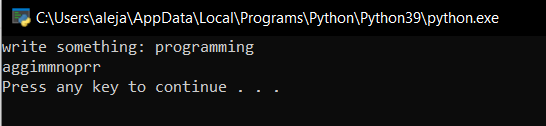 C:\Users\aleja\AppData\Local\Programs\Python\Python39\python.exe
write something: programming
aggimmnoprr
Press any key to continue . . .